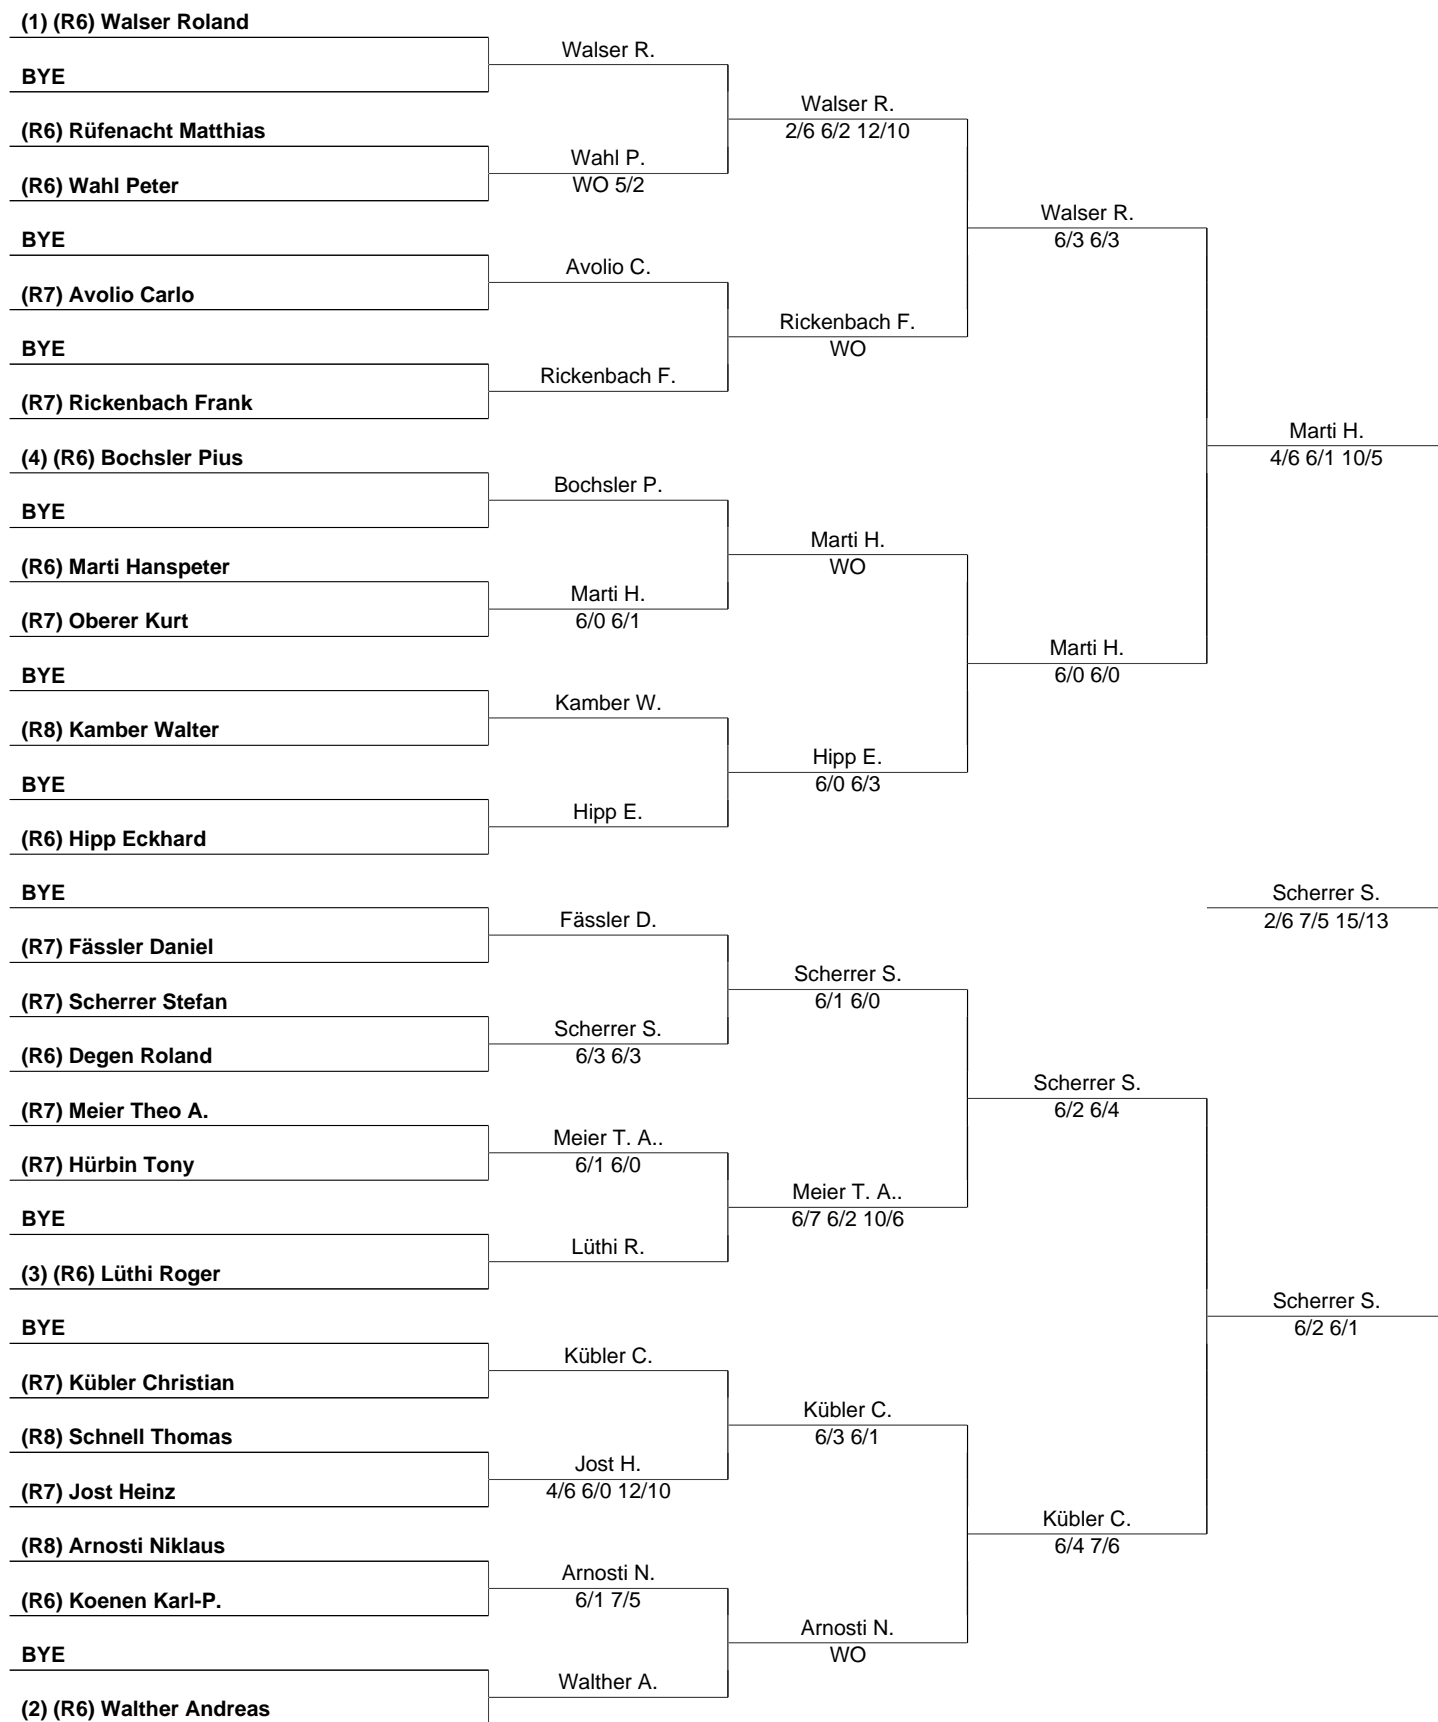 (1) (R6) Walser Roland
BYE
(R6) Rüfenacht Matthias
(R6) Wahl Peter
BYE
(R7) Avolio Carlo
BYE
(R7) Rickenbach Frank
(4) (R6) Bochsler Pius
BYE
(R6) Marti Hanspeter
(R7) Oberer Kurt
BYE
(R8) Kamber Walter
BYE
(R6) Hipp Eckhard
BYE
(R7) Fässler Daniel
(R7) Scherrer Stefan
(R6) Degen Roland
(R7) Meier Theo A.
(R7) Hürbin Tony
BYE
(3) (R6) Lüthi Roger
BYE
(R7) Kübler Christian
(R8) Schnell Thomas
(R7) Jost Heinz
(R8) Arnosti Niklaus
(R6) Koenen Karl-P.
BYE
(2) (R6) Walther Andreas
Walser R.
Wahl P.
WO 5/2
Avolio C.
Rickenbach F.
Bochsler P.
Marti H.
6/0 6/1
Kamber W.
Hipp E.
Fässler D.
Scherrer S.
6/3 6/3
Meier T. A..
6/1 6/0
Lüthi R.
Kübler C.
Jost H.
4/6 6/0 12/10
Arnosti N.
6/1 7/5
Walther A.
Walser R.
2/6 6/2 12/10
Rickenbach F.
WO
Marti H.
WO
Hipp E.
6/0 6/3
Scherrer S.
6/1 6/0
Meier T. A..
6/7 6/2 10/6
Kübler C.
6/3 6/1
Arnosti N.
WO
Walser R.
6/3 6/3
Marti H.
6/0 6/0
Scherrer S.
6/2 6/4
Kübler C.
6/4 7/6
Marti H.
4/6 6/1 10/5
Scherrer S.
2/6 7/5 15/13
Scherrer S.
6/2 6/1